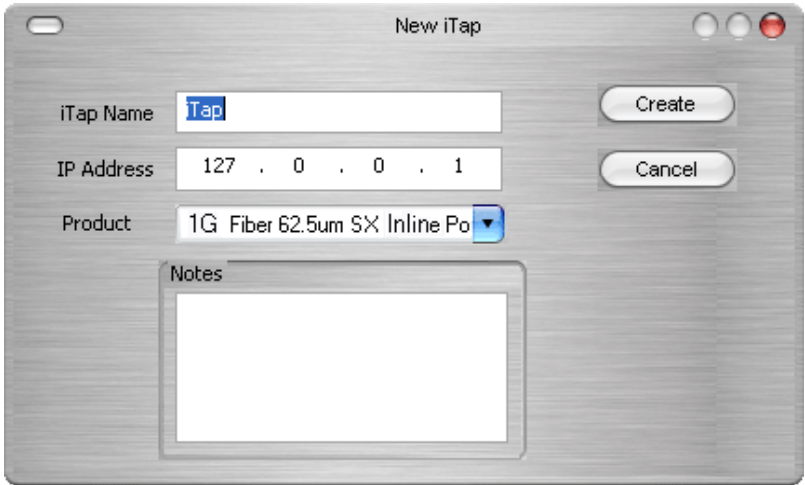 New iTap
iTap Name iTap
Create
IP Address 127 . 0 . 0 . 1
Cancel
Product 1G Fiber 62.5um SX Inline Po
Notes